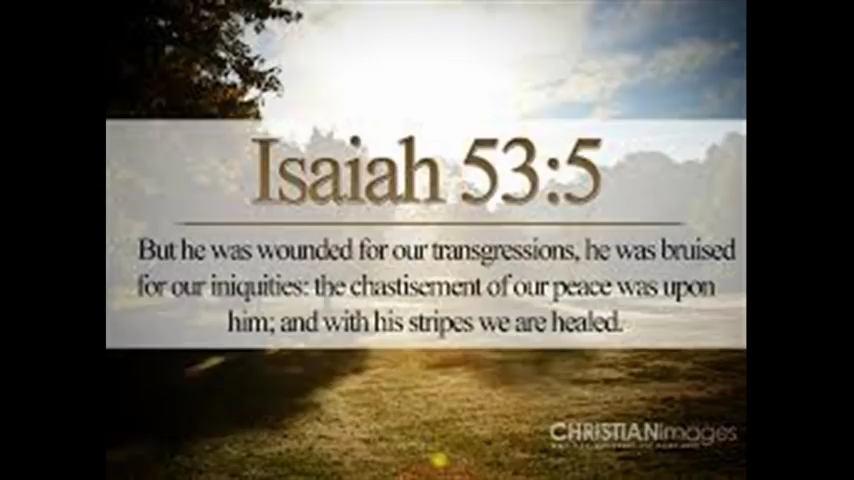 Isaiah 53:5
But he was wounded for our transgressions, he was bruised
for our iniquities: the chastisement of our peace was upon
him; and with his stripes we are healed.
CHRISTIANimages